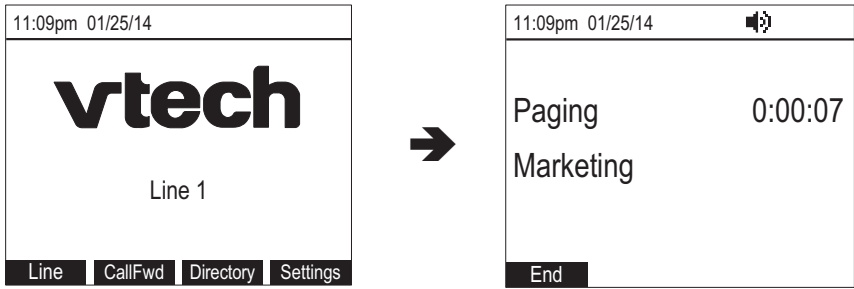 11:09pm 01/25/14
vtech
Line 1
Line CallFwd Directory Settings
11:09pm 01/25/14
Paging 0:00:07
Marketing
End